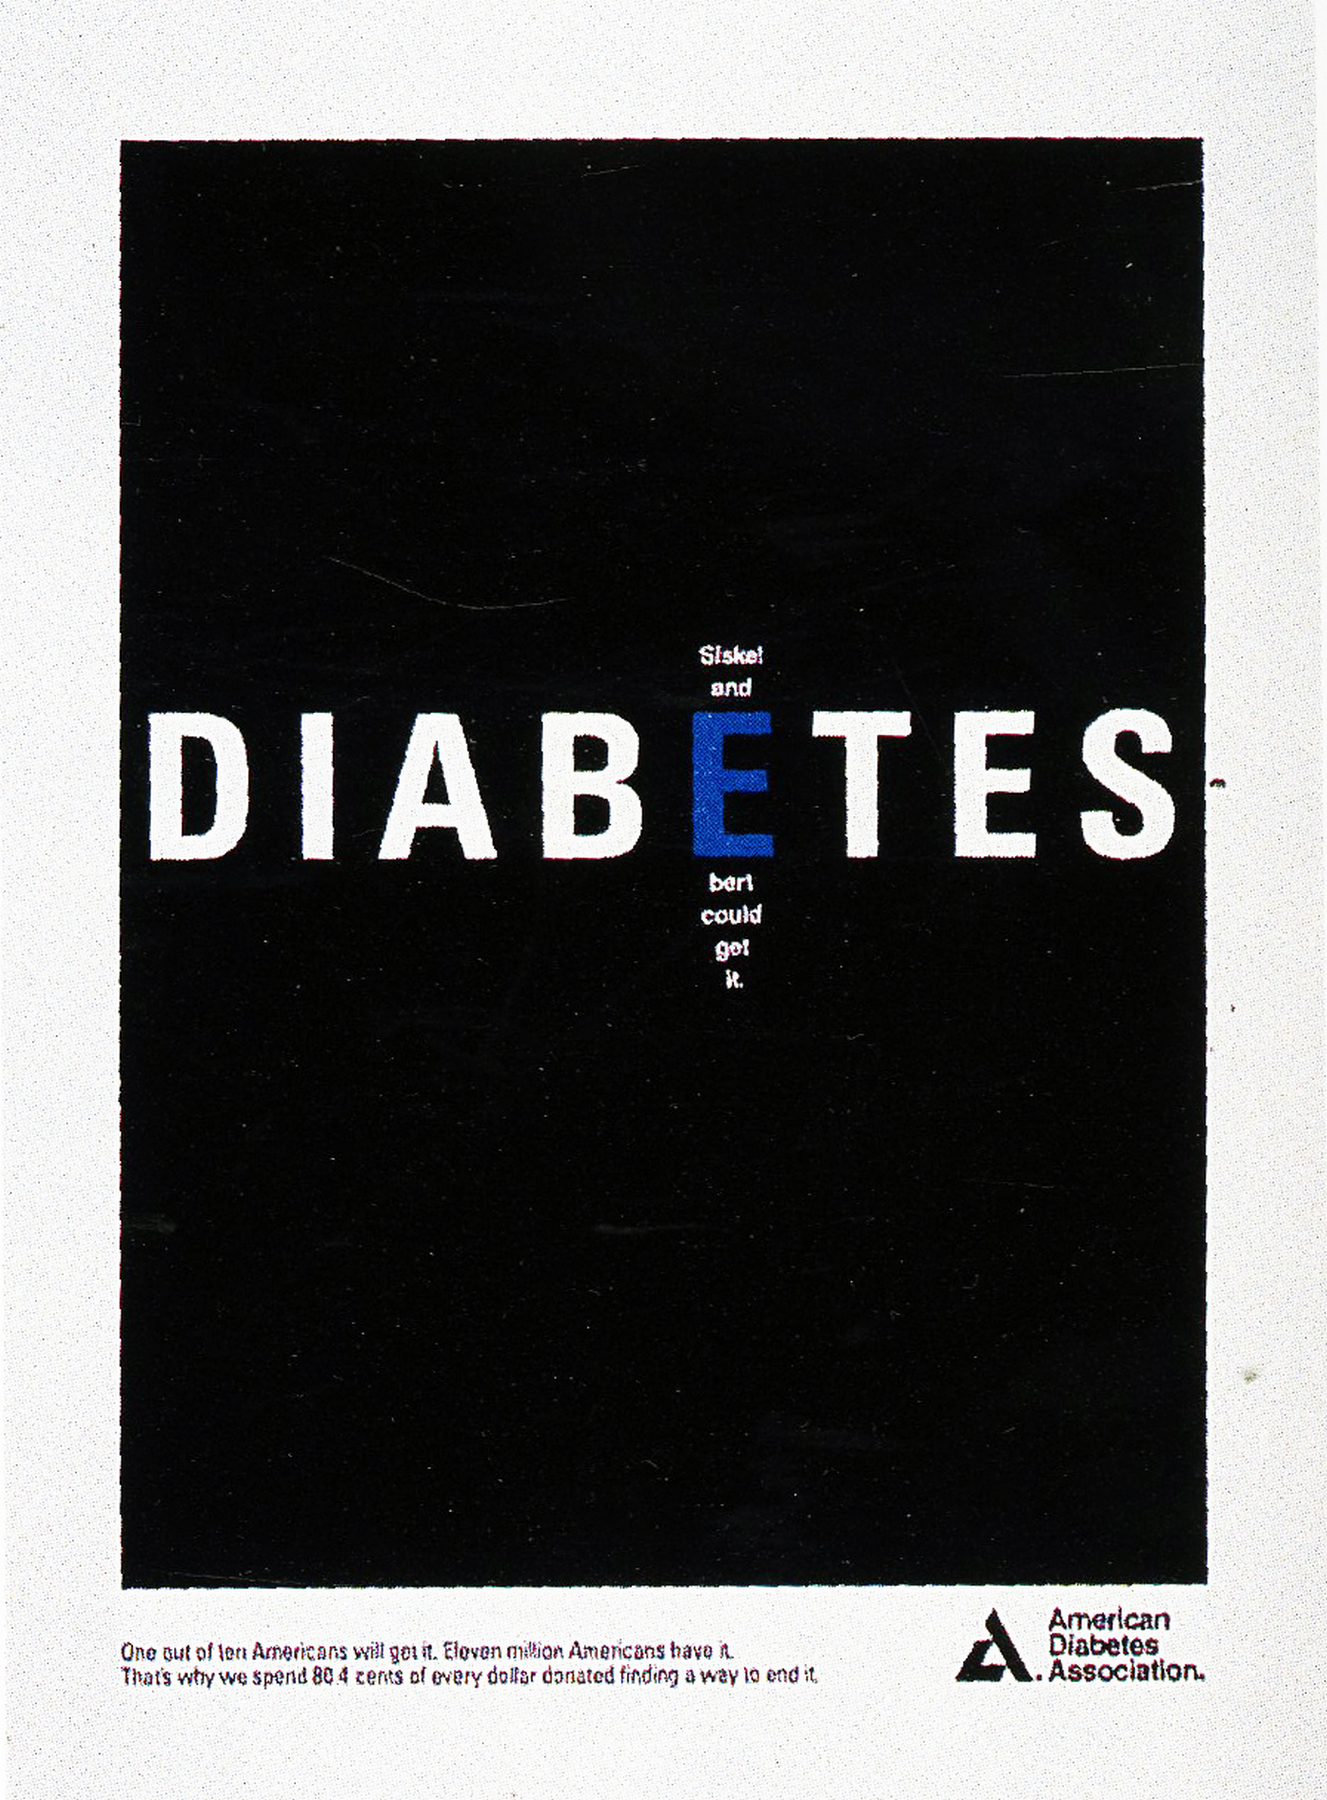 Siskel
and
DIABETES
bert
could
get
it.
One out of ten Americans will get it. Eleven million Americans have it.
That's why we spend 80.4 cents of every dollar donated finding a way to end it.
American
Diabetes
Association.